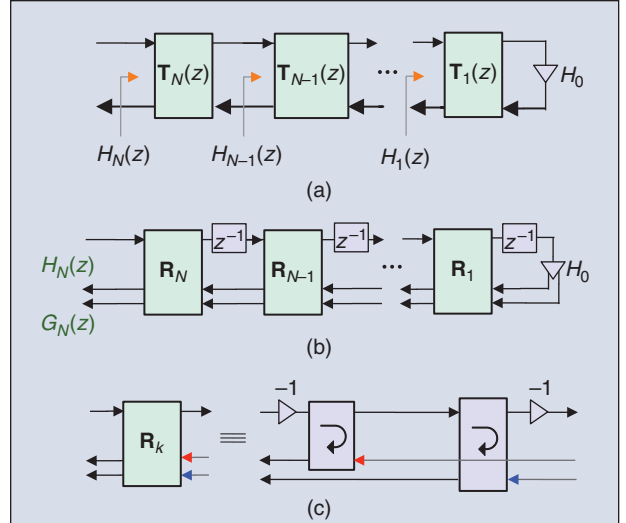 T_N(z) T_{N–1}(z) ••• T_1(z) H_0
H_N(z) H_{N–1}(z) H_1(z)
(a)
z^{–1} z^{–1} z^{–1}
H_N(z) R_N R_{N–1} ••• R_1 H_0
G_N(z)
(b)
–1 –1
R_k ≡
(c)